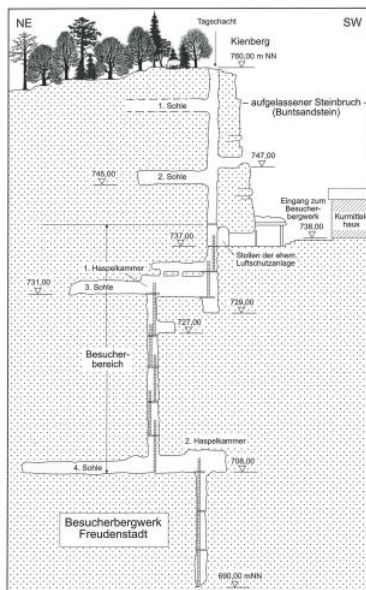 NE
SW
Tagschacht
Kienberg
760,00 m NN
1. Sohle
aufgelassener Steinbruch
(Buntsandstein)
747,00
745,00
2. Sohle
Eingang zum
Besucher-
bergwerk
738,00
Kurmittel-
haus
737,00
Stollen der ehem.
Luftschutzanlage
1. Haspelkammer
731,00
3. Sohle
729,00
727,00
Besucher-
bereich
2. Haspelkammer
708,00
4. Sohle
Besucherbergwerk
Freudenstadt
690,00 mNN